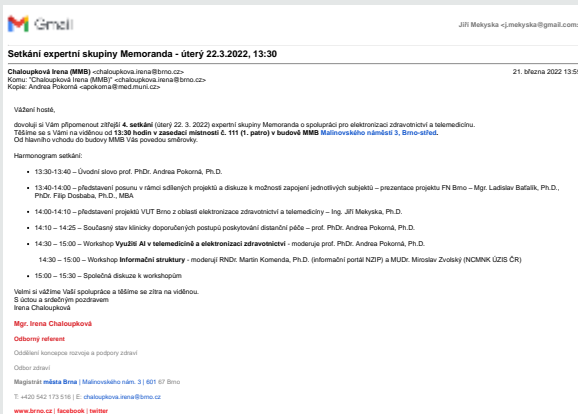 Gmail
Jiří Mekyska <j.mekyska@gmail.com>
Setkání expertní skupiny Memoranda - úterý 22.3.2022, 13:30
Chaloupková Irena (MMB) <chaloupkova.irena@brno.cz>
21. března 2022 13:59
Komu: "Chaloupková Irena (MMB)" <chaloupkova.irena@brno.cz>
Kopie: Andrea Pokorná <apokorna@med.muni.cz>
Vážení hosté,
dovoluji si Vám připomenout zítřejší 4. setkání (úterý 22. 3. 2022) expertní skupiny Memoranda o spolupráci pro elektronizaci zdravotnictví a telemedicínu.
Těšíme se s Vámi na viděnou od 13:30 hodin v zasedací místnosti č. 111 (1. patro) v budově MMB Malinovského náměstí 3, Brno-střed.
Od hlavního vchodu do budovy MMB Vás povedou směrovky.
Harmonogram setkání:
• 13:30-13:40 – Úvodní slovo prof. PhDr. Andrea Pokorná, Ph.D.
• 13:40-14:00 – představení posunu v rámci sdílených projektů a diskuze k možnosti zapojení jednotlivých subjektů – prezentace projektu FN Brno – Mgr. Ladislav Baťalík, Ph.D.,
PhDr. Filip Dosbaba, Ph.D., MBA
• 14:00-14:10 – představení projektů VUT Brno z oblasti elektronizace zdravotnictví a telemedicíny – Ing. Jiří Mekyska, Ph.D.
• 14:10 – 14:25 – Současný stav klinicky doporučených postupů poskytování distanční péče – prof. PhDr. Andrea Pokorná, Ph.D.
• 14:30 – 15:00 – Workshop Využití AI v telemedicíně a elektronizaci zdravotnictví - moderuje prof. PhDr. Andrea Pokorná, Ph.D.
14:30 – 15:00 – Workshop Informační struktury - moderují RNDr. Martin Komenda, Ph.D. (informační portál NZIP) a MUDr. Miroslav Zvolský (NCMNK ÚZIS ČR)
• 15:00 – 15:30 – Společná diskuze k workshopům
Velmi si vážíme Vaší spolupráce a těšíme se zítra na viděnou.
S úctou a srdečným pozdravem
Irena Chaloupková
Mgr. Irena Chaloupková
Odborný referent
Oddělení koncepce rozvoje a podpory zdraví
Odbor zdraví
Magistrát města Brna | Malinovského nám. 3 | 601 67 Brno
T: +420 542 173 516 | E: chaloupkova.irena@brno.cz
www.brno.cz | facebook | twitter